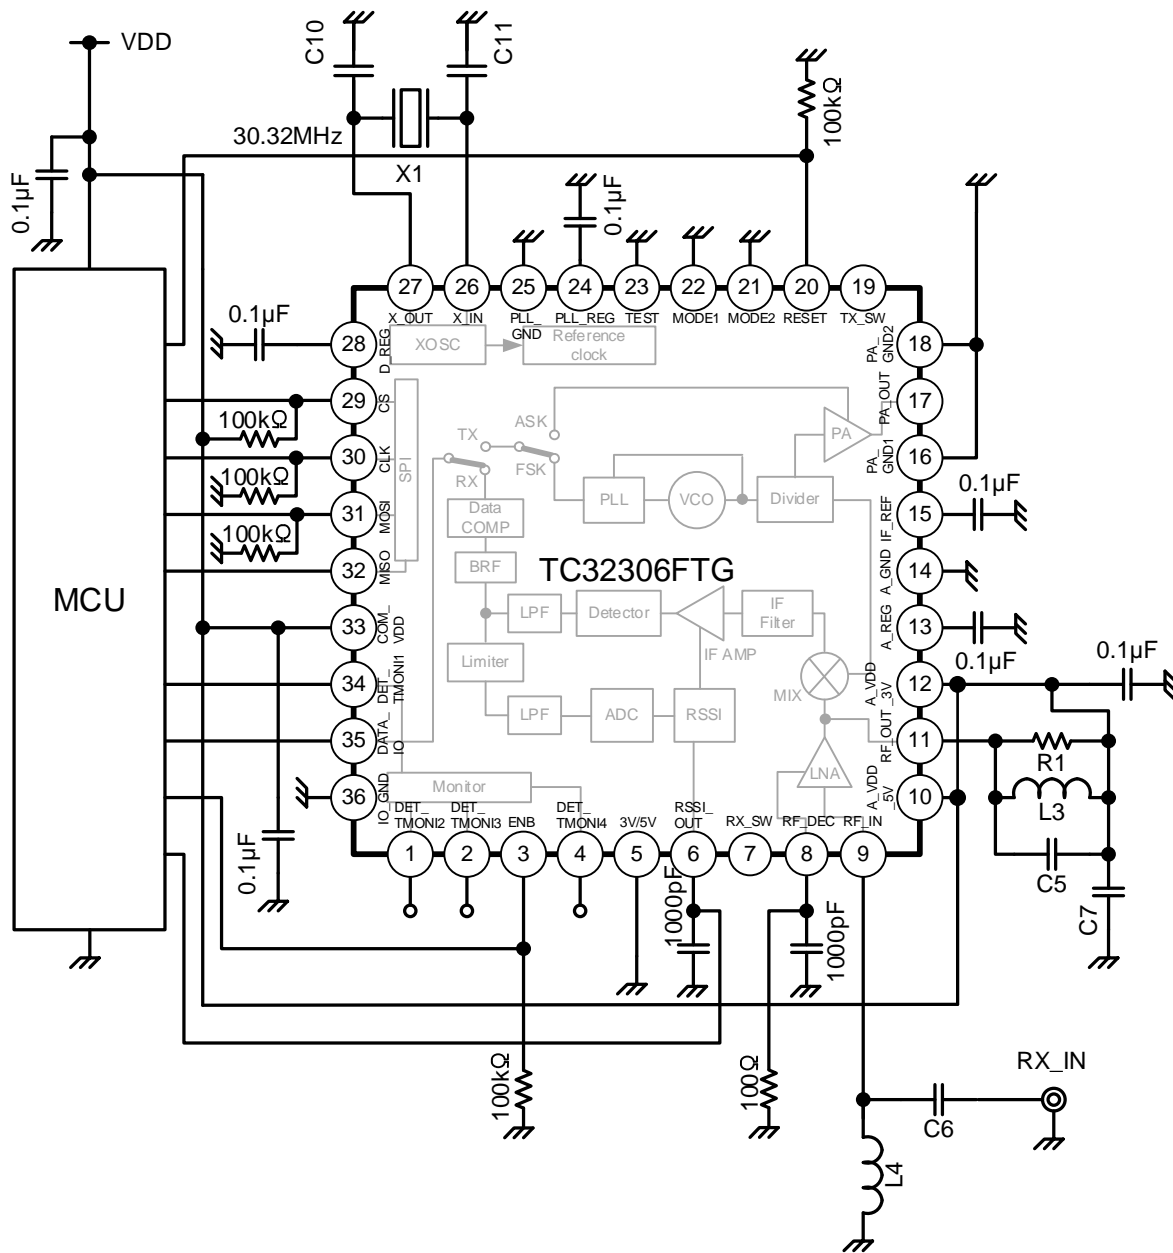 VDD
C10
C11
30.32MHz
X1
100kΩ
0.1µF
0.1µF
27
26
25
24
23
22
21
20
19
X_OUT
X_IN
PLL_
GND
PLL_REG
TEST
MODE1
MODE2
RESET
TX_SW
0.1µF
28
D_REG
XOSC
Reference
clock
18
PA_
GND2
29
CS
100kΩ
17
PA_OUT
ASK
TX
FSK
RX
PA
30
CLK
100kΩ
SPI
16
PA_
GND1
31
MOSI
100kΩ
Data
COMP
PLL
VCO
Divider
15
IF_REF
0.1µF
32
MISO
BRF
TC32306FTG
14
A_GND
MCU
33
COM_
VDD
LPF
Detector
IF AMP
IF
Filter
13
A_REG
0.1µF
34
DET_
TMONI1
Limiter
MIX
12
A_VDD
_3V
0.1µF
35
DATA_
IO
LPF
ADC
RSSI
11
RF_OUT
R1
36
IO_GND
Monitor
LNA
10
A_VDD
_5V
L3
C5
C7
DET_
TMONI2
DET_
TMONI3
ENB
DET_
TMONI4
3V/5V
RSSI_
OUT
RX_SW
RF_DEC
RF_IN
1
2
3
4
5
6
7
8
9
0.1µF
1000pF
1000pF
100kΩ
100Ω
RX_IN
C6
L4